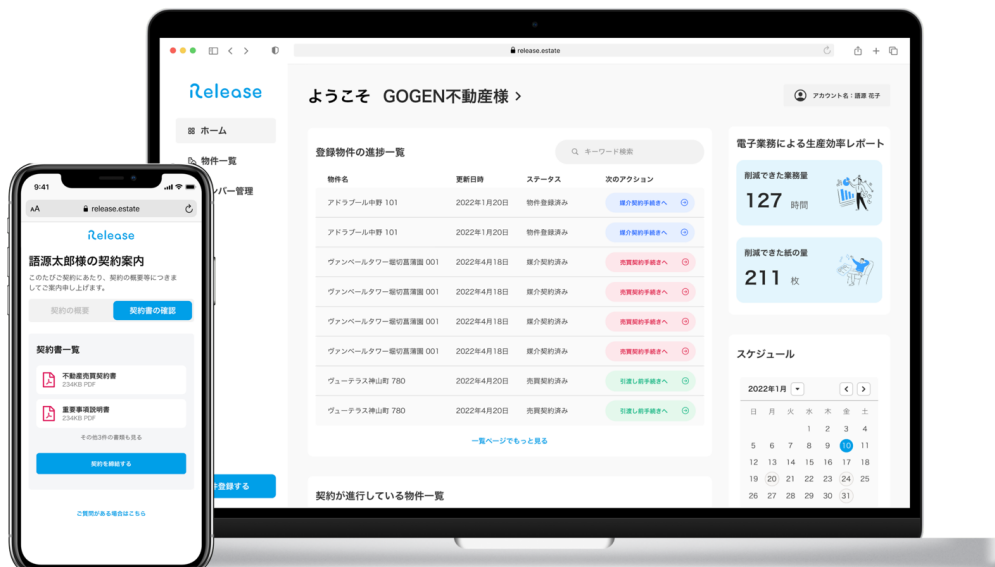 release.estate
Release
ようこそ GOGEN不動産様 >
アカウント名：語源 花子
ホーム
物件一覧
ンバー管理
登録物件の進捗一覧
キーワード検索
物件名 更新日時 ステータス 次のアクション
アドラブール中野 101 2022年1月20日 物件登録済み 媒介契約手続きへ
アドラブール中野 101 2022年1月20日 物件登録済み 媒介契約手続きへ
ヴァンベールタワー堀切菖蒲園 001 2022年4月18日 媒介契約済み 売買契約手続きへ
ヴァンベールタワー堀切菖蒲園 001 2022年4月18日 媒介契約済み 売買契約手続きへ
ヴァンベールタワー堀切菖蒲園 001 2022年4月18日 媒介契約済み 売買契約手続きへ
ヴァンベールタワー堀切菖蒲園 001 2022年4月18日 媒介契約済み 売買契約手続きへ
ヴューテラス神山町 780 2022年4月20日 売買契約済み 引渡し前手続きへ
ヴューテラス神山町 780 2022年4月20日 売買契約済み 引渡し前手続きへ
一覧ページでもっと見る
契約が進行している物件一覧
登録する
電子業務による生産効率レポート
削減できた業務量
127 時間
削減できた紙の量
211 枚
スケジュール
2022年1月
日 月 火 水 木 金 土
1 2 3 4
5 6 7 8 9 10 11
12 13 14 15 16 17 18
19 20 21 22 23 24 25
26 27 28 29 30 31
9:41
AA release.estate
Release
語源太郎様の契約案内
このたびご契約にあたり、契約の概要等につきま
してご案内申し上げます。
契約の概要 契約書の確認
契約書一覧
不動産売買契約書
234KB PDF
重要事項説明書
234KB PDF
その他3件の書類も見る
契約を締結する
ご質問がある場合はこちら